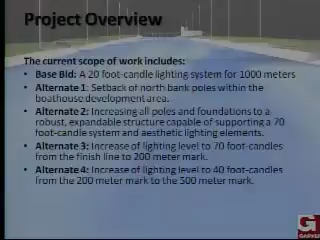 Project Overview
The current scope of work includes:
• Base Bid: A 20 foot-candle lighting system for 1000 meters
• Alternate 1: Setback of north bank poles within the
boathouse development area.
• Alternate 2: Increasing all poles and foundations to a
robust, expandable structure capable of supporting a 70
foot-candle system and aesthetic lighting elements.
• Alternate 3: Increase of lighting level to 70 foot-candles
from the finish line to 200 meter mark.
• Alternate 4: Increase of lighting level to 40 foot-candles
from the 200 meter mark to the 500 meter mark.
G
GARVER